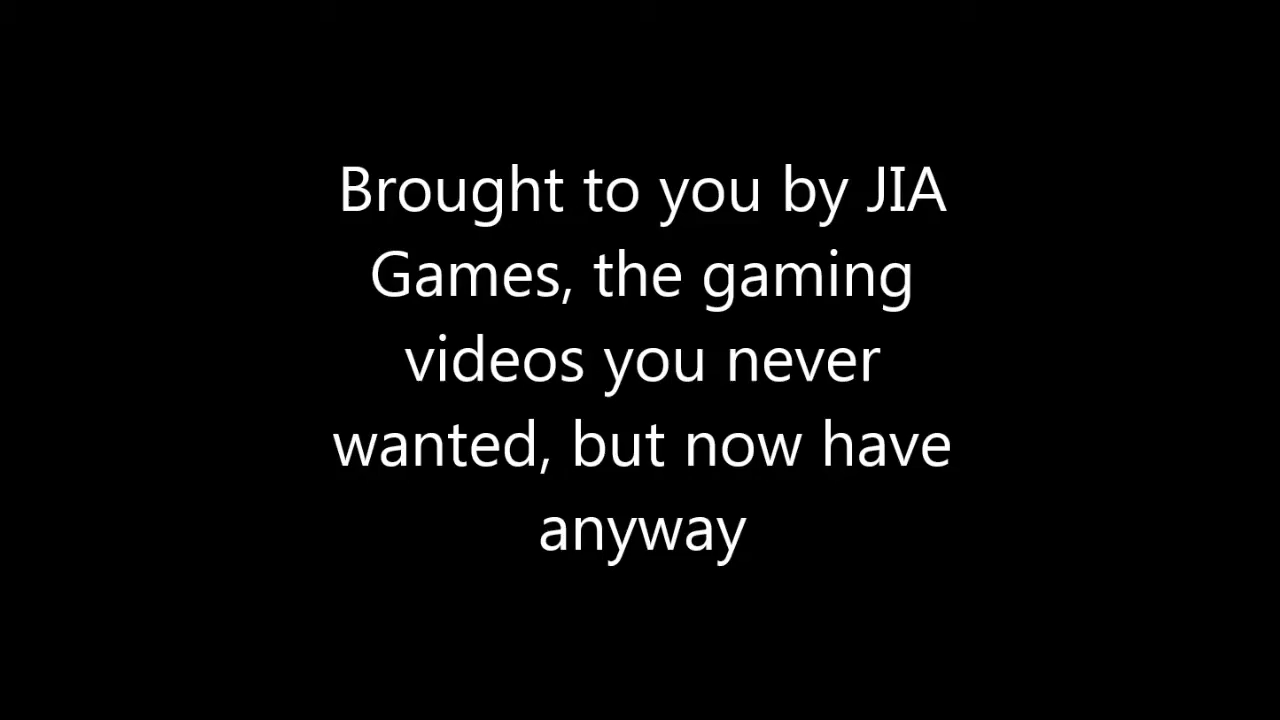 Brought to you by JIA
Games, the gaming
videos you never
wanted, but now have
anyway